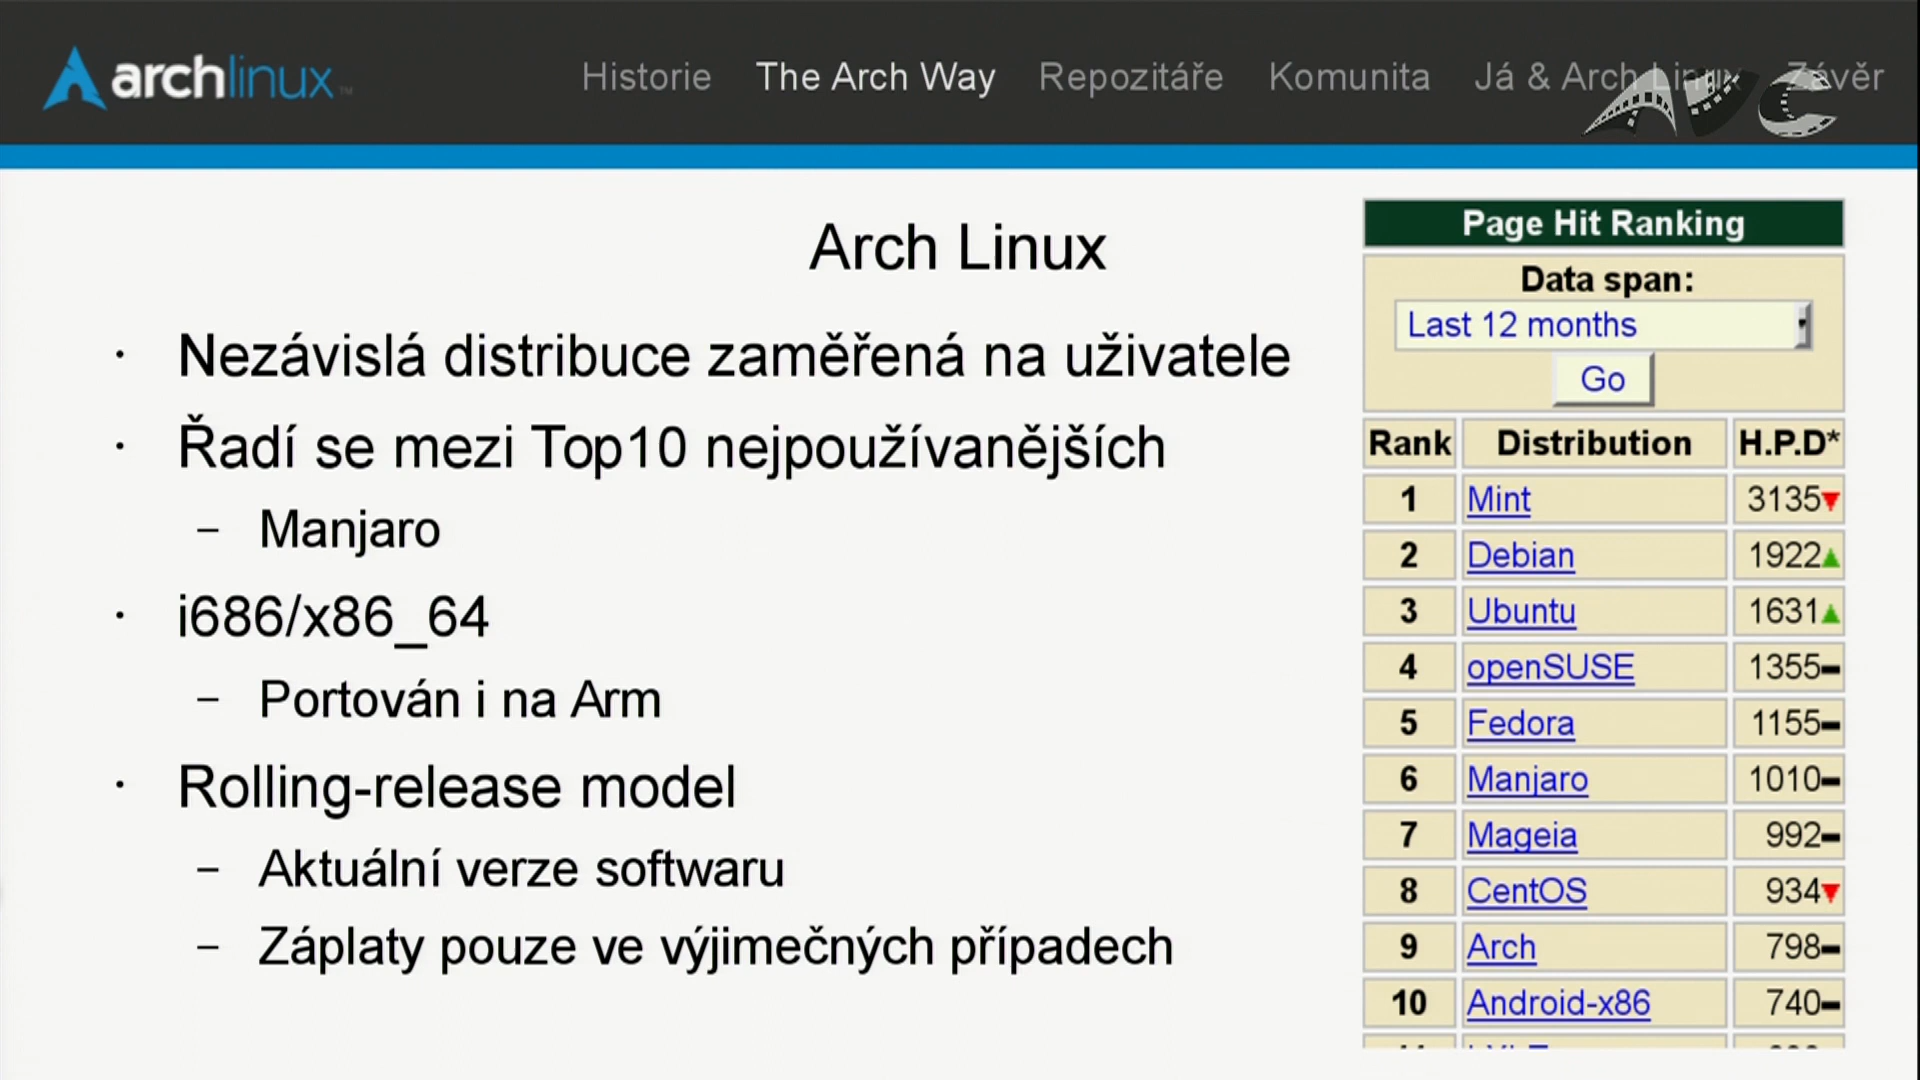 archlinux™
Historie The Arch Way Repozitáře Komunita Já & Arch Linux Závěr
AVC
Arch Linux
· Nezávislá distribuce zaměřená na uživatele
· Řadí se mezi Top10 nejpoužívanějších
– Manjaro
· i686/x86_64
– Portován i na Arm
· Rolling-release model
– Aktuální verze softwaru
– Záplaty pouze ve výjimečných případech
Page Hit Ranking
Data span:
Last 12 months
Go
Rank Distribution H.P.D*
1 Mint 3135
2 Debian 1922
3 Ubuntu 1631
4 openSUSE 1355
5 Fedora 1155
6 Manjaro 1010
7 Mageia 992
8 CentOS 934
9 Arch 798
10 Android-x86 740